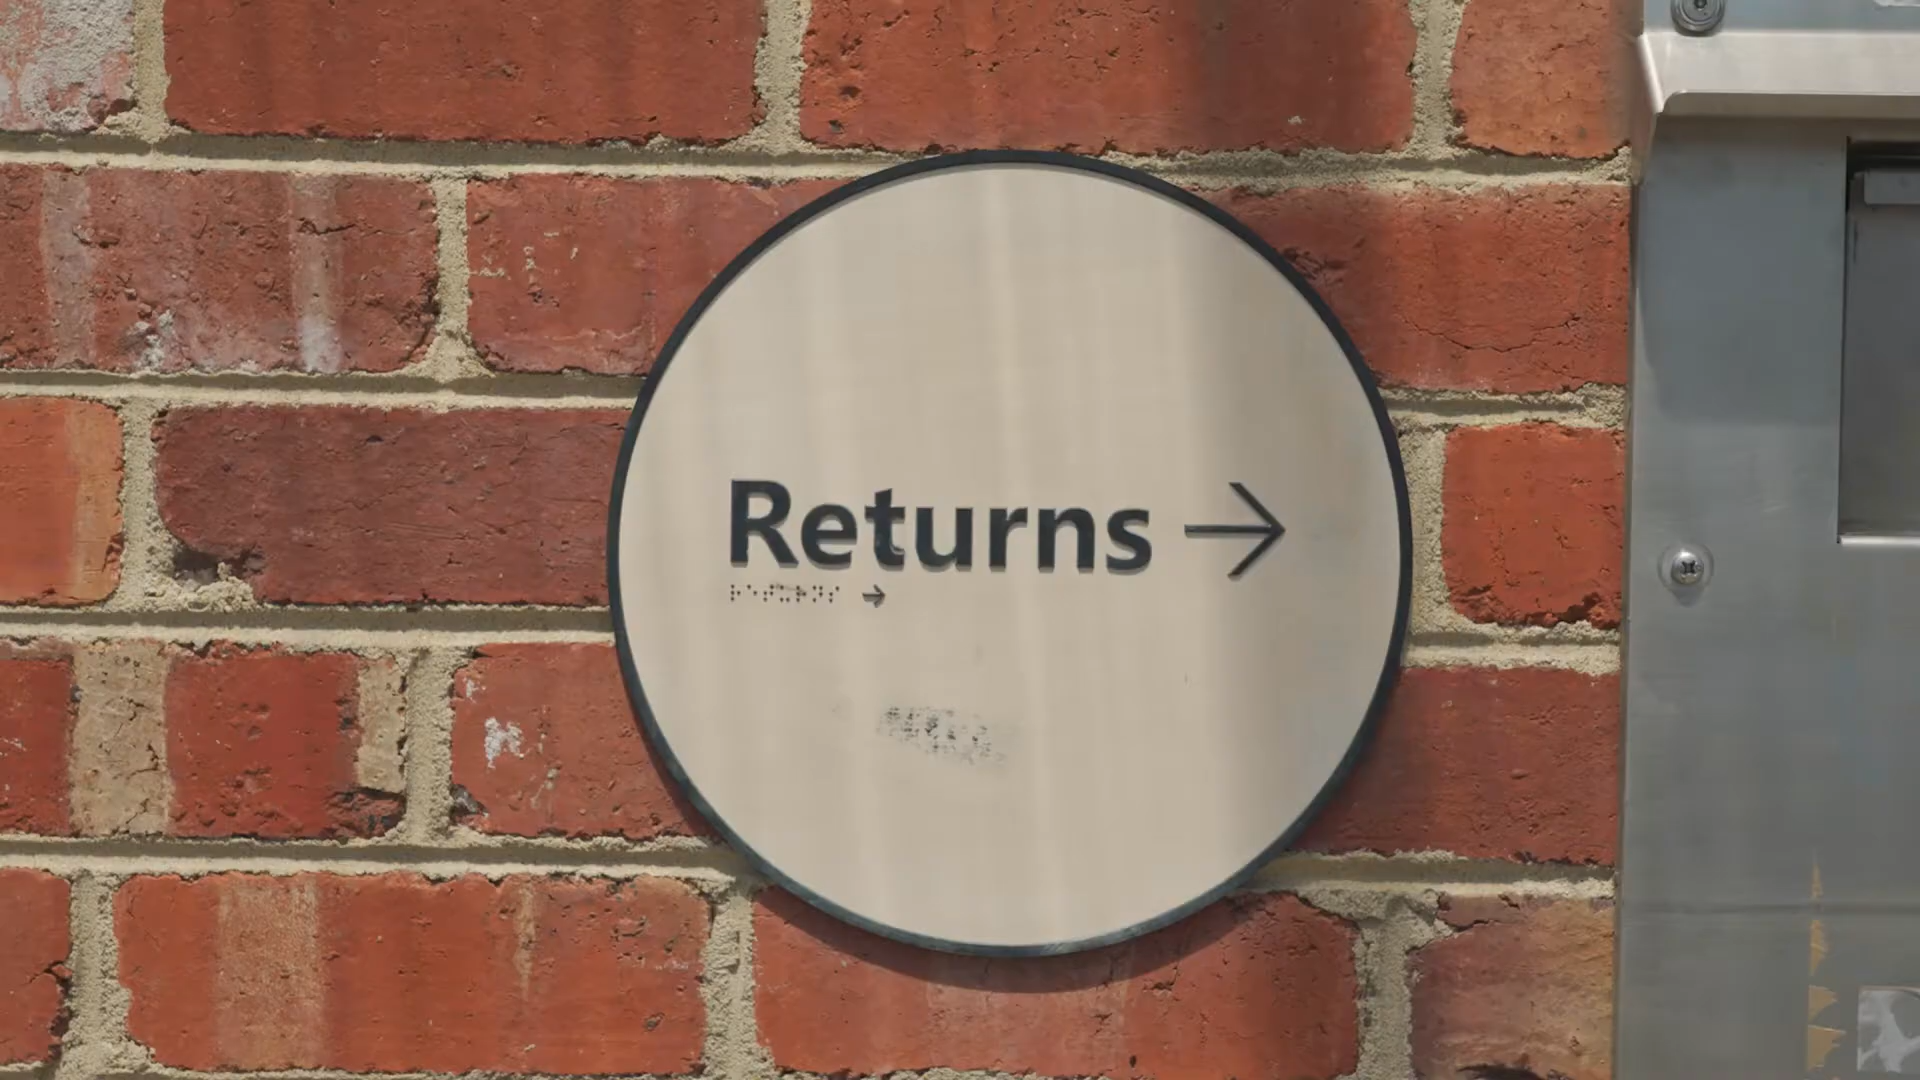 Returns →
⠗⠑⠞⠥⠗⠝⠎ →